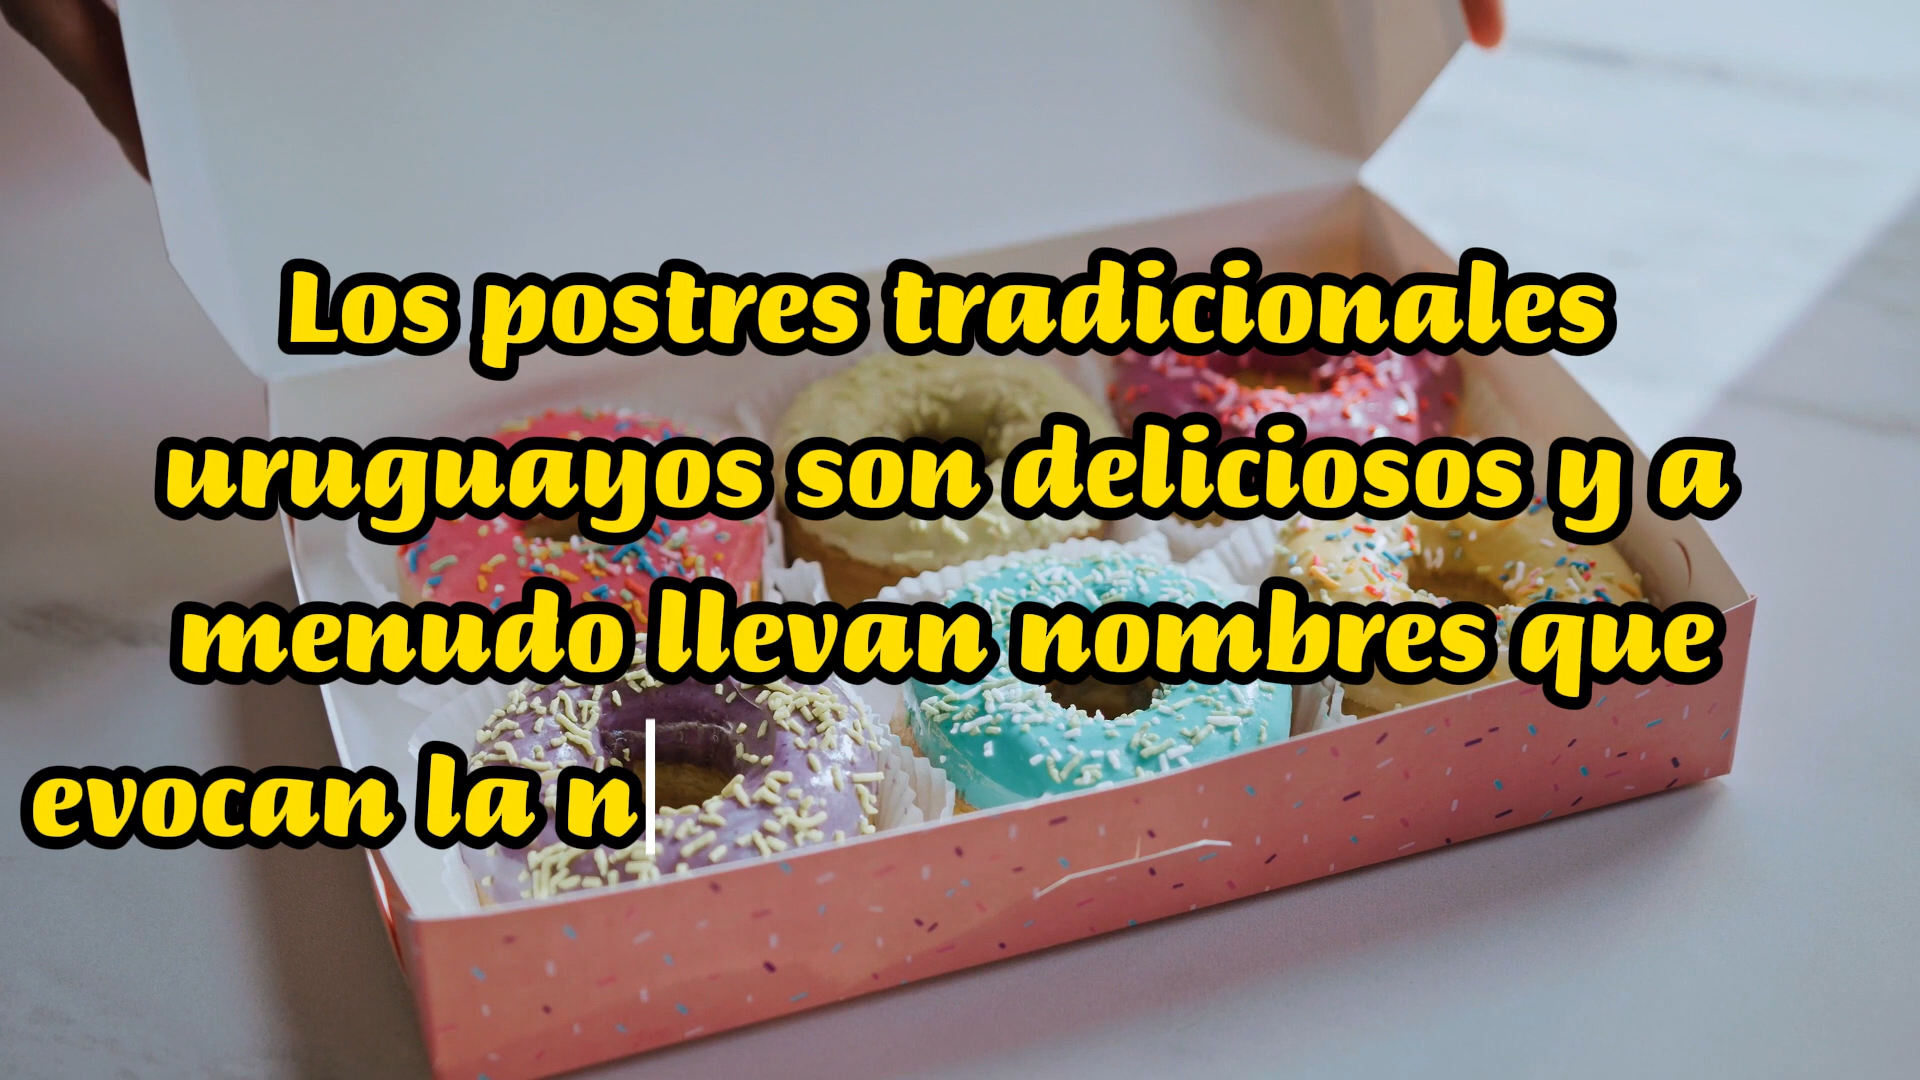 Los postres tradicionales
uruguayos son deliciosos y a
menudo llevan nombres que
evocan la n